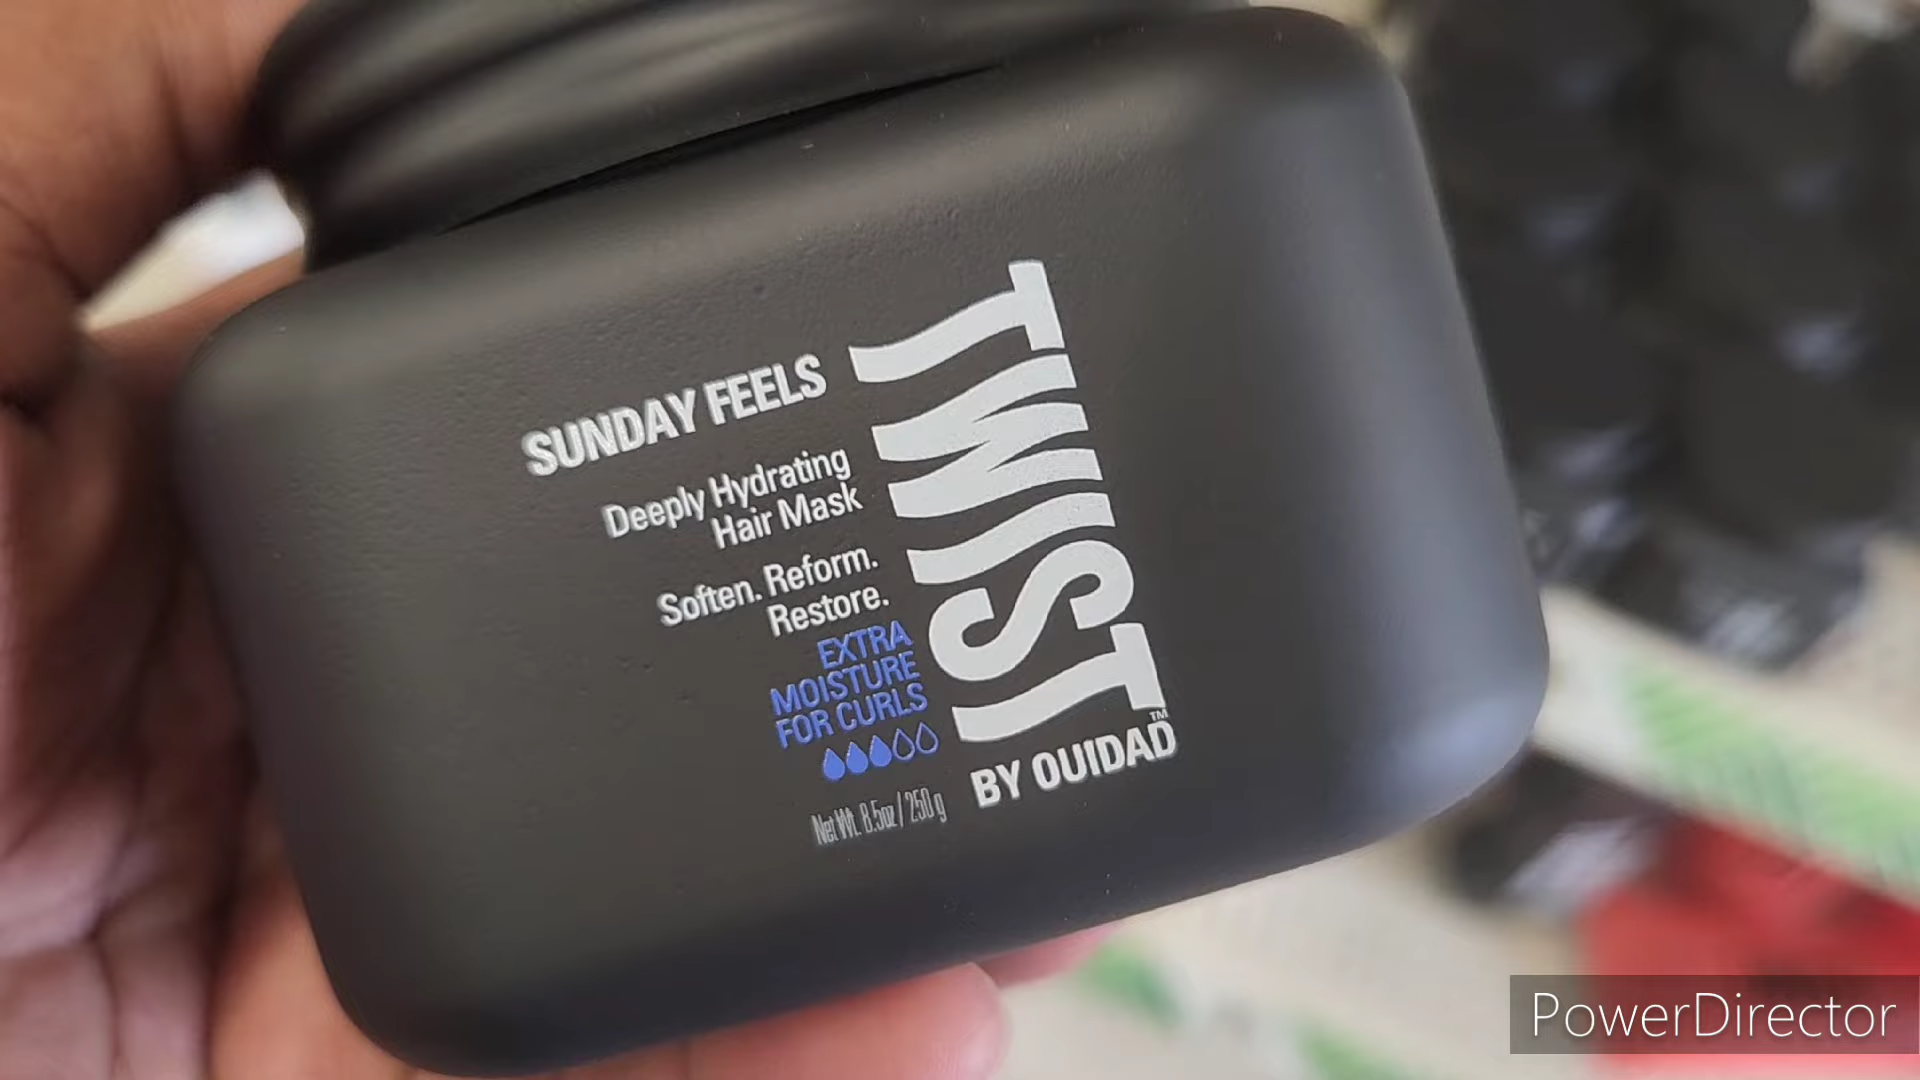 SUNDAY FEELS
Deeply Hydrating
Hair Mask
Soften. Reform.
Restore.
EXTRA
MOISTURE
FOR CURLS
Net Wt. 8.5oz / 250 g
TWIST™
BY OUIDAD
PowerDirector